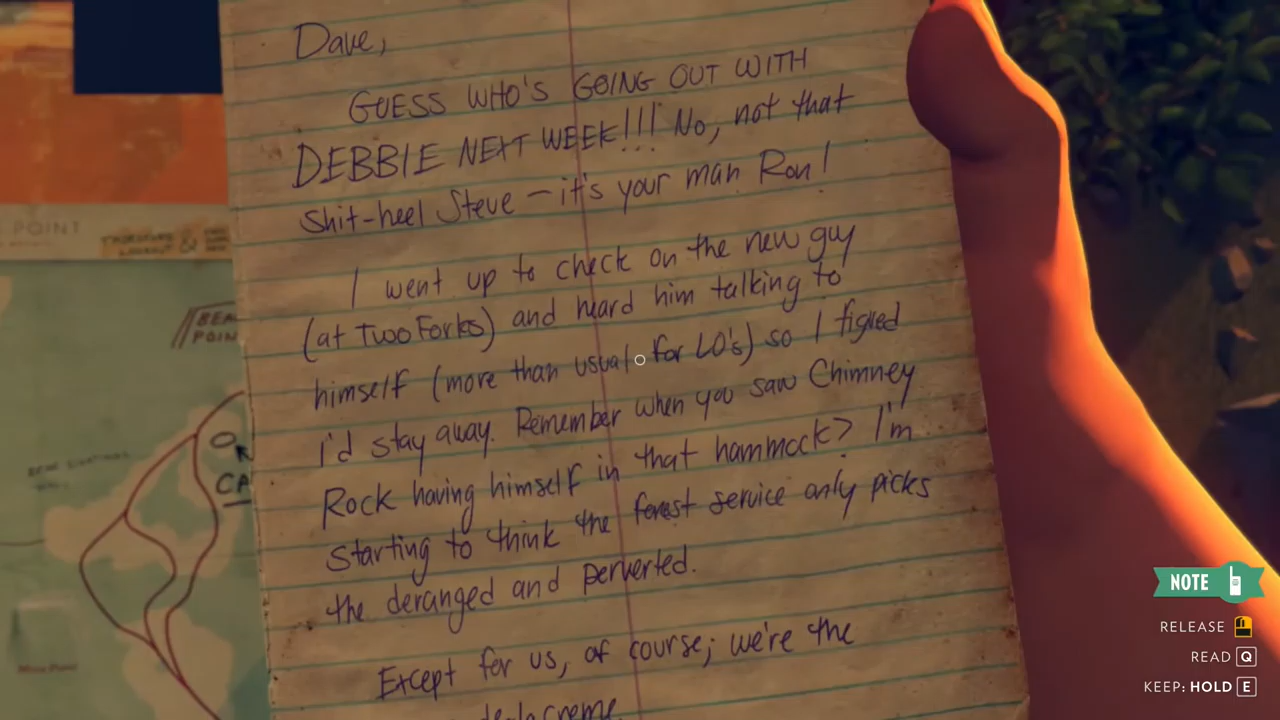 Dave,
GUESS WHO'S GOING OUT WITH
DEBBIE NEXT WEEK!!! No, not that
Shit-heel Steve – it's your man Ron!
I went up to check on the new guy
(at Two Forks) and heard him talking to
himself (more than usual for LO's) so I figred
i'd stay away. Remember when you saw Chimney
Rock having himself in that hammock? I'm
starting to think the forest service only picks
the deranged and perverted.
Except for us, of course; we're the
POINT
&
BEA
POIN
CA
NOTE
RELEASE
READ Q
KEEP: HOLD E